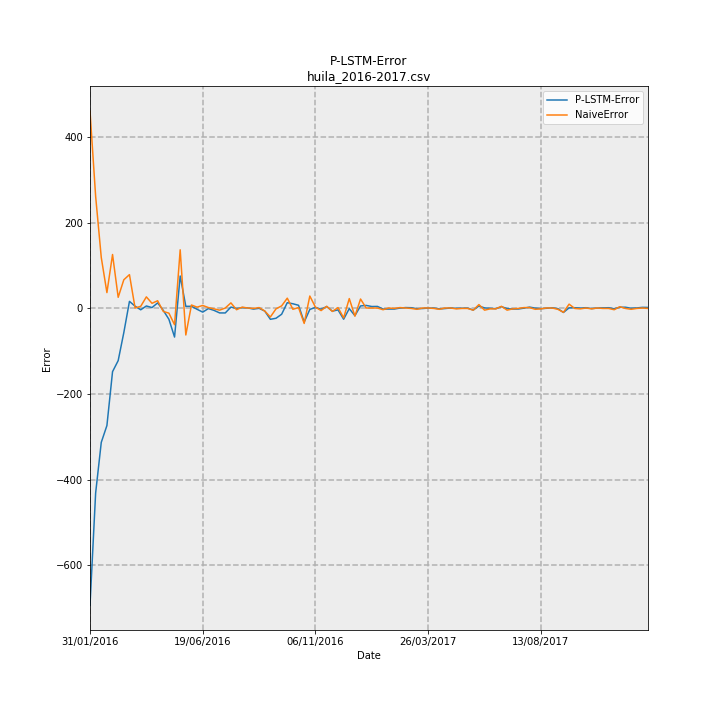 P-LSTM-Error
huila_2016-2017.csv
P-LSTM-Error
NaiveError
400
200
0
−200
−400
−600
Error
31/01/2016
19/06/2016
06/11/2016
26/03/2017
13/08/2017
Date